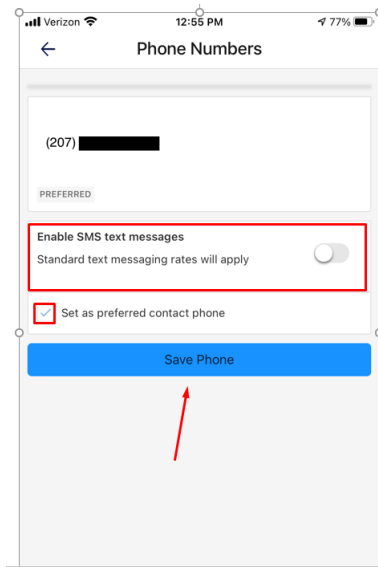 Verizon 12:55 PM 77%
Phone Numbers
(207)
PREFERRED
Enable SMS text messages
Standard text messaging rates will apply
Set as preferred contact phone
Save Phone